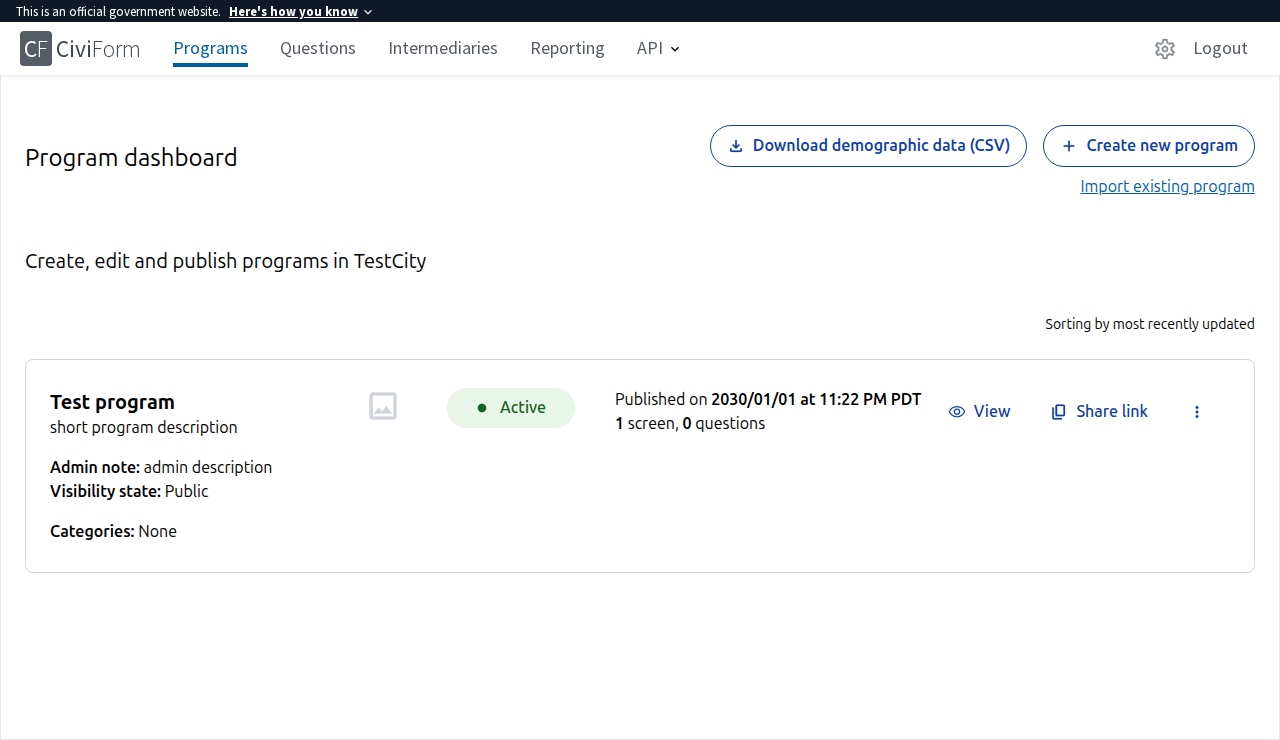 This is an official government website. Here's how you know
CF CiviForm Programs Questions Intermediaries Reporting API Logout
Program dashboard
Download demographic data (CSV) Create new program
Import existing program
Create, edit and publish programs in TestCity
Sorting by most recently updated
Test program
short program description
Admin note: admin description
Visibility state: Public
Categories: None
Active
Published on 2030/01/01 at 11:22 PM PDT
1 screen, 0 questions
View Share link